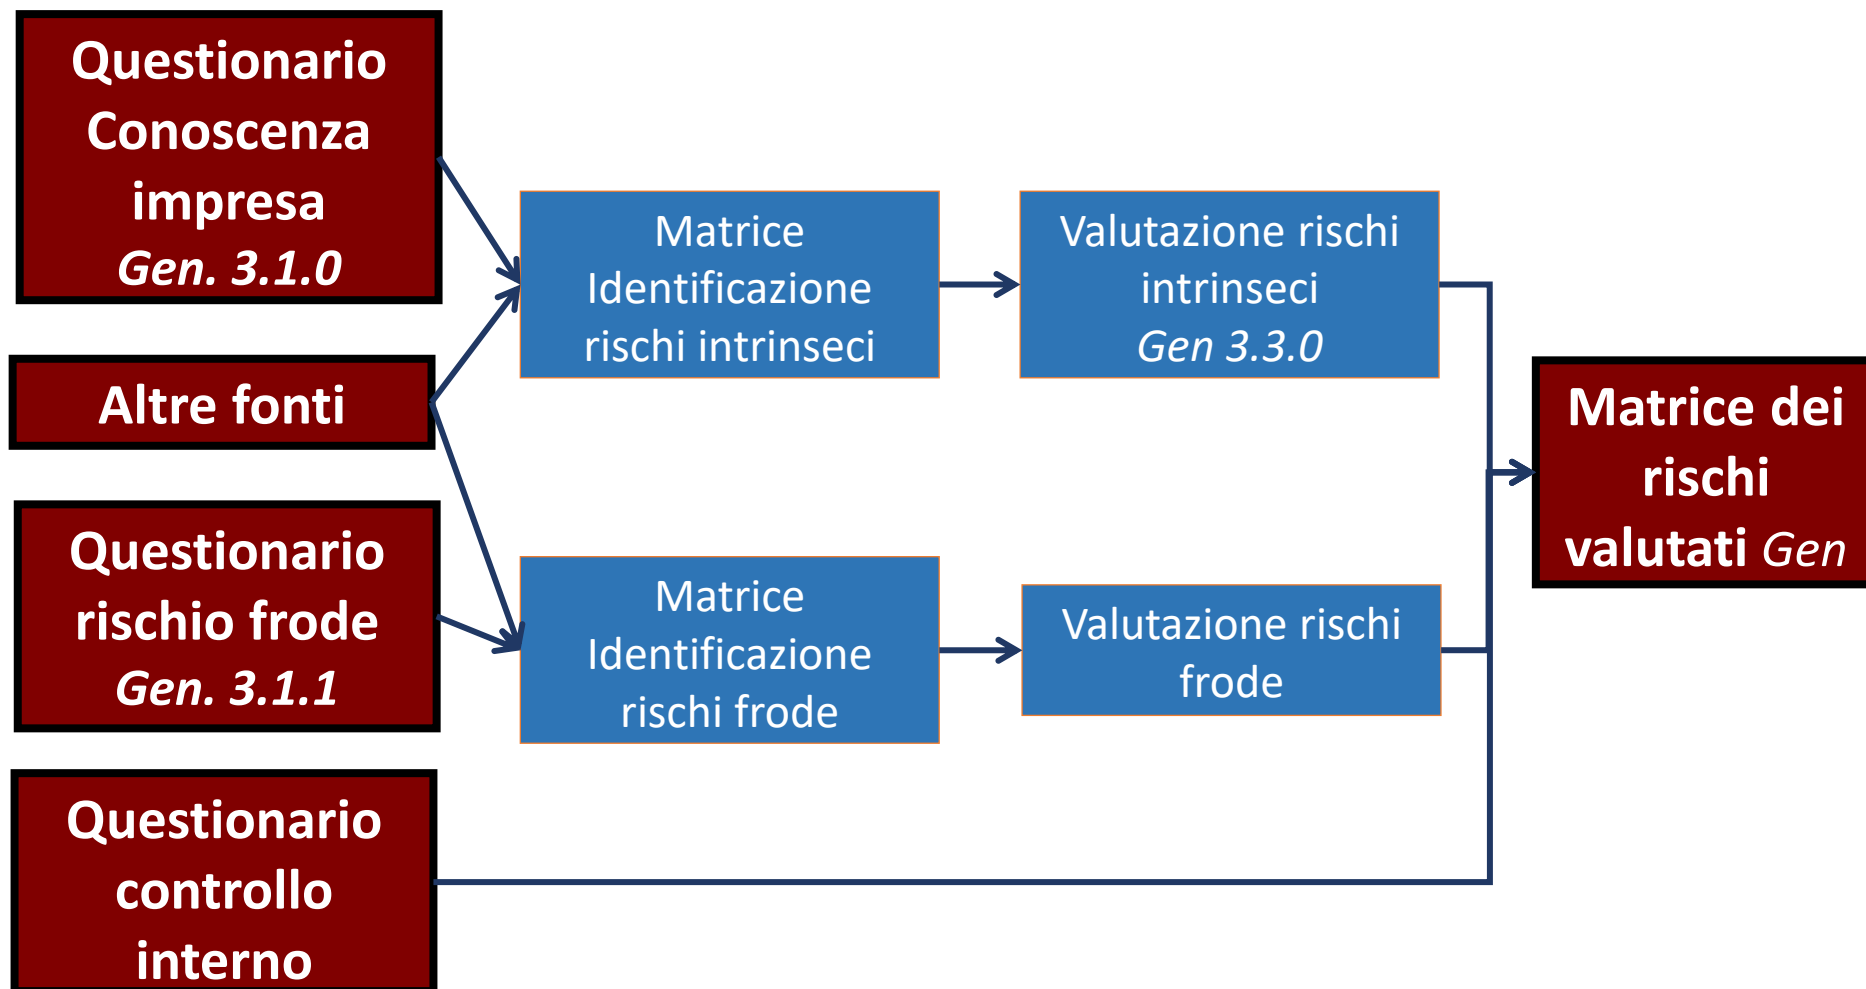 Questionario
Conoscenza
impresa
Gen. 3.1.0
Altre fonti
Questionario
rischio frode
Gen. 3.1.1
Questionario
controllo
interno
Matrice
Identificazione
rischi intrinseci
Valutazione rischi
intrinseci
Gen 3.3.0
Matrice
Identificazione
rischi frode
Valutazione rischi
frode
Matrice dei
rischi
valutati Gen